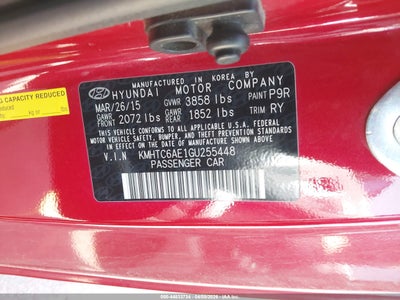 MANUFACTURED IN KOREA BY
HYUNDAI MOTOR COMPANY
MAR/26/15 GVWR 3858 lbs PAINT P9R
GAWR FRONT 2072 lbs GAWR REAR 1852 lbs TRIM RY
THIS VEHICLE CONFORMS TO ALL APPLICABLE U.S. FEDERAL MOTOR
VEHICLE SAFETY, BUMPER, AND THEFT PREVENTION STANDARDS
IN EFFECT ON THE DATE OF MANUFACTURE SHOWN ABOVE.
V.I.N KMHTC6AE1GU255448
PASSENGER CAR
NG CAPACITY REDUCED